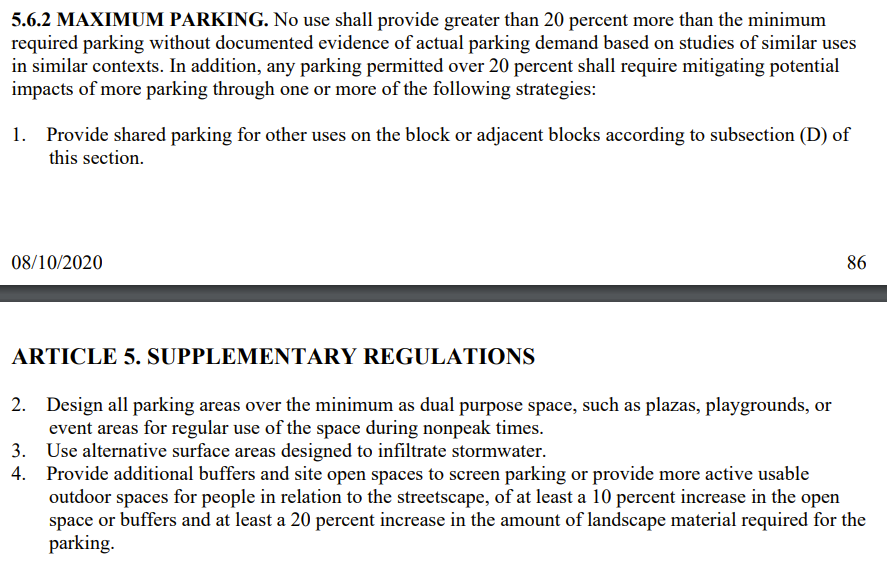 5.6.2 MAXIMUM PARKING. No use shall provide greater than 20 percent more than the minimum
required parking without documented evidence of actual parking demand based on studies of similar uses
in similar contexts. In addition, any parking permitted over 20 percent shall require mitigating potential
impacts of more parking through one or more of the following strategies:
1. Provide shared parking for other uses on the block or adjacent blocks according to subsection (D) of
this section.
08/10/2020 86
ARTICLE 5. SUPPLEMENTARY REGULATIONS
2. Design all parking areas over the minimum as dual purpose space, such as plazas, playgrounds, or
event areas for regular use of the space during nonpeak times.
3. Use alternative surface areas designed to infiltrate stormwater.
4. Provide additional buffers and site open spaces to screen parking or provide more active usable
outdoor spaces for people in relation to the streetscape, of at least a 10 percent increase in the open
space or buffers and at least a 20 percent increase in the amount of landscape material required for the
parking.